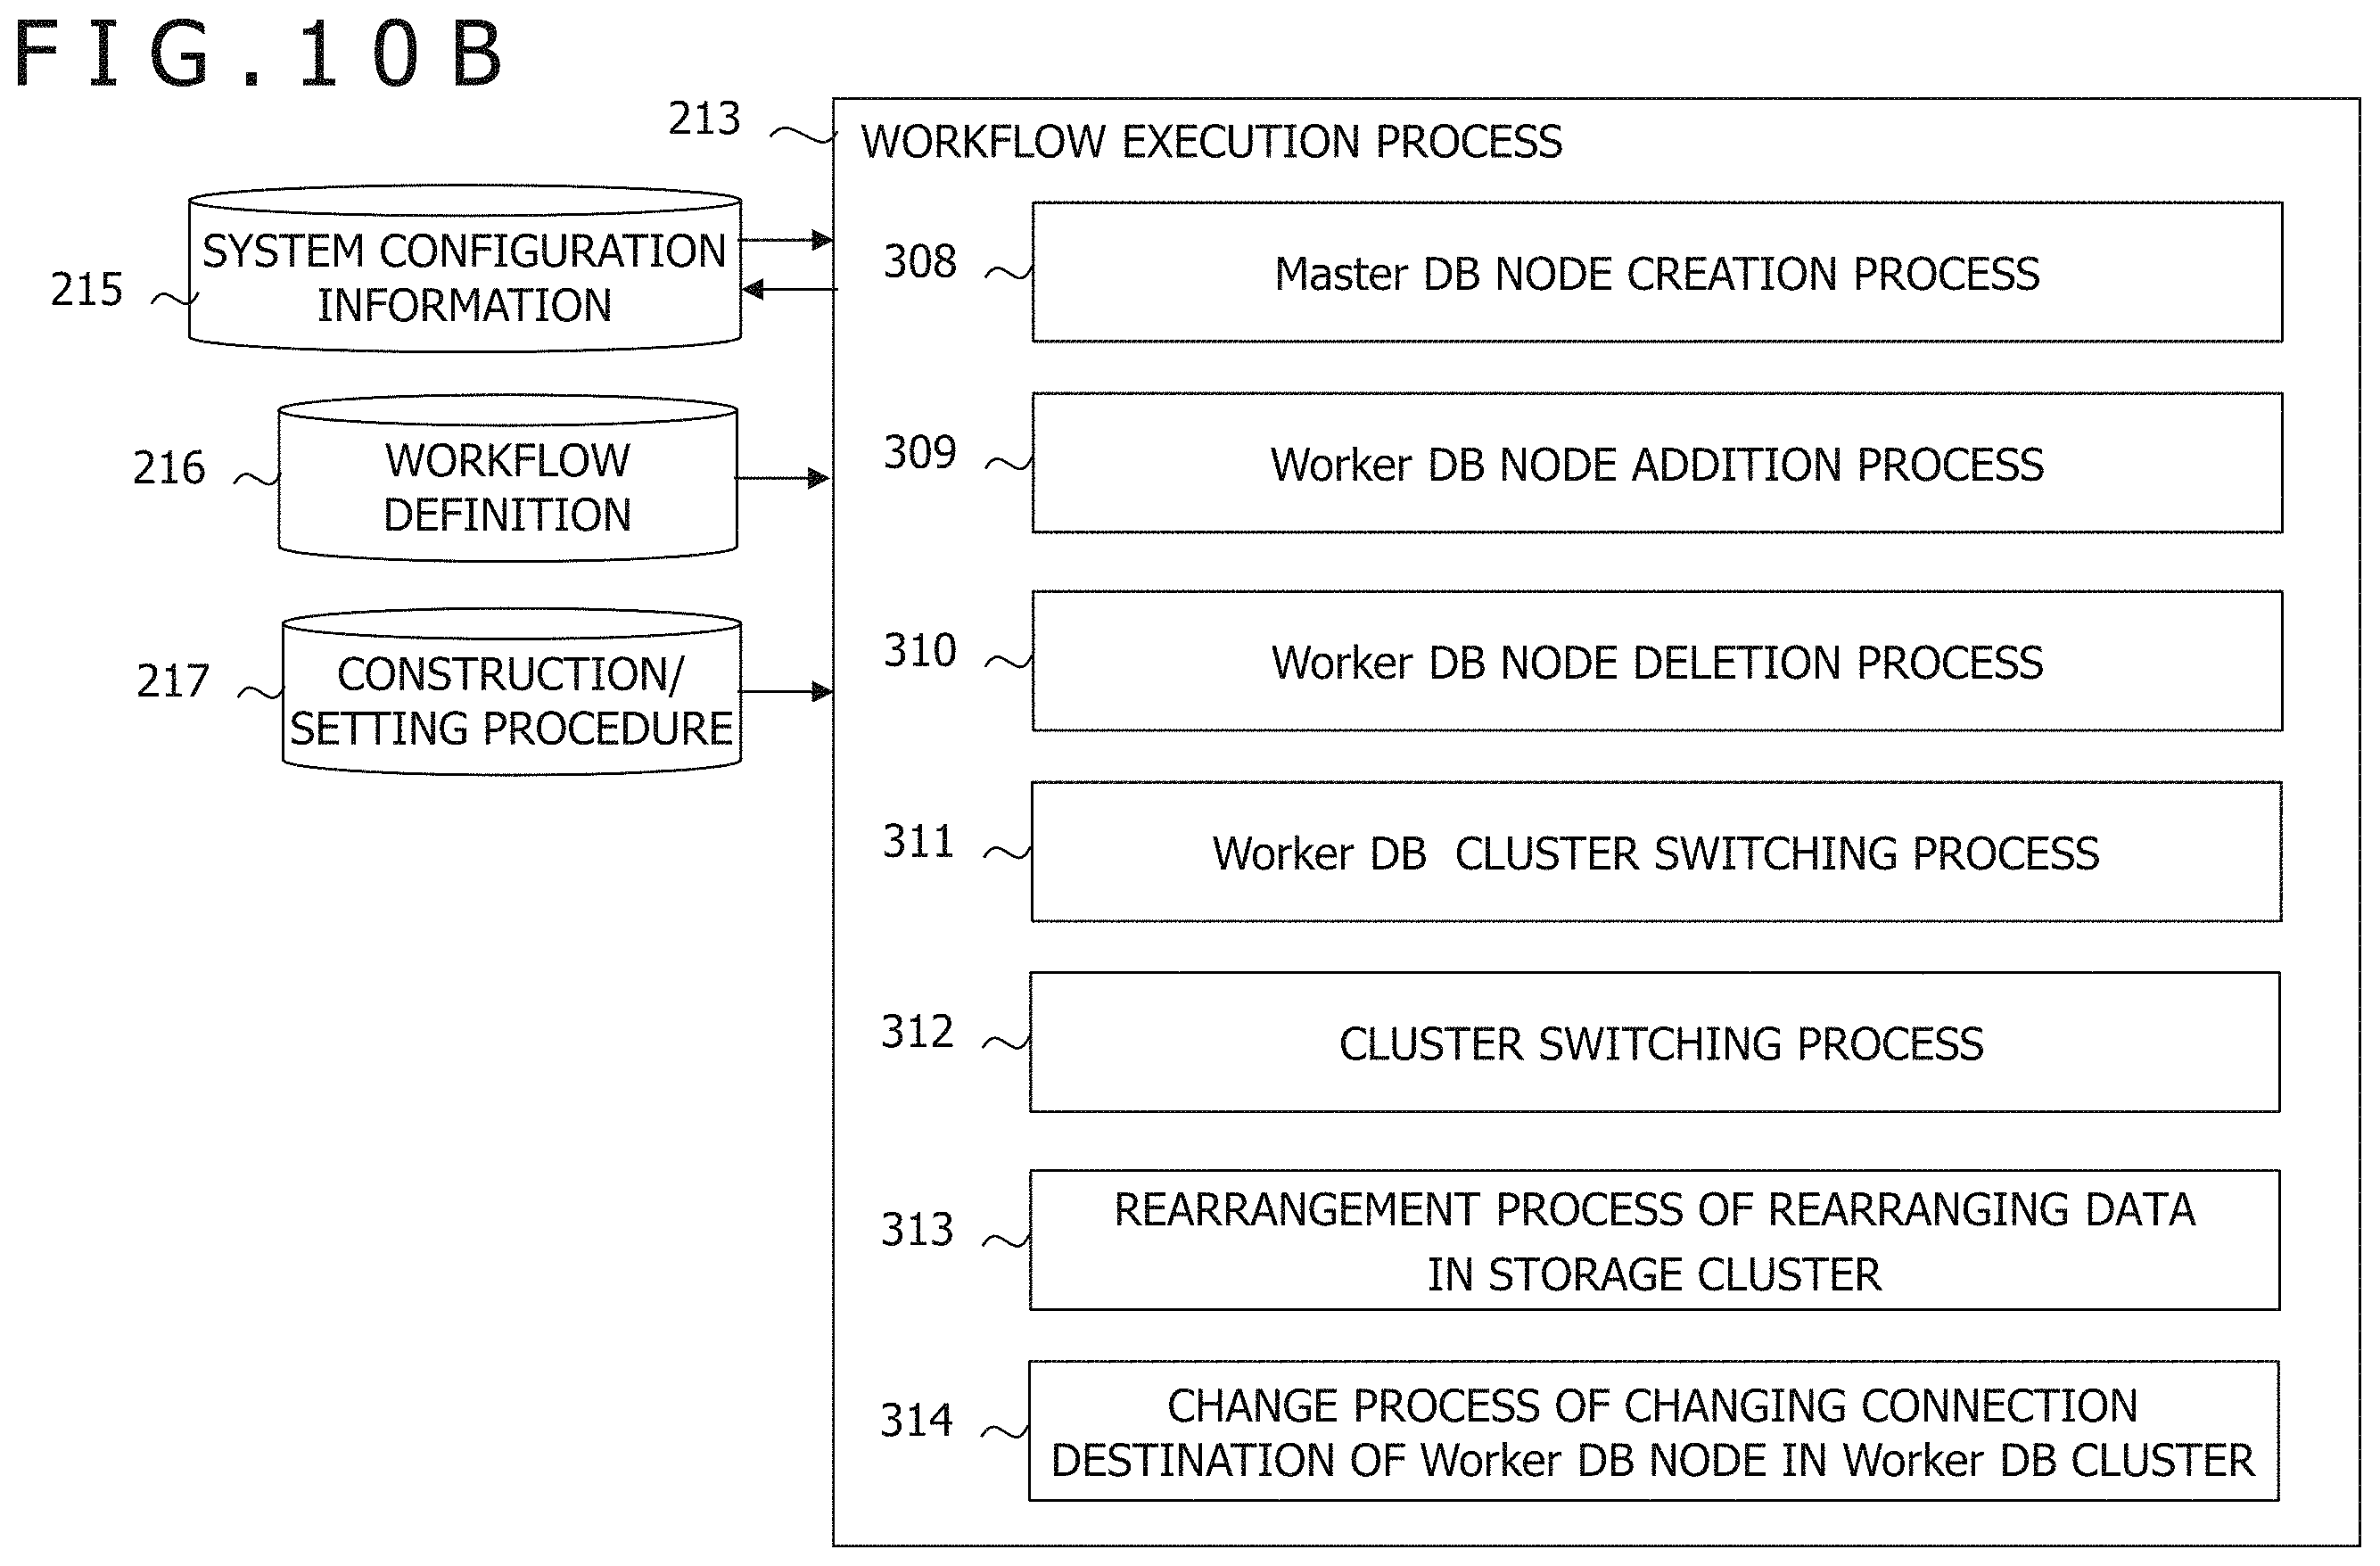 FIG.10B
213
WORKFLOW EXECUTION PROCESS
SYSTEM CONFIGURATION
INFORMATION
215
WORKFLOW
DEFINITION
216
CONSTRUCTION/
SETTING PROCEDURE
217
308
Master DB NODE CREATION PROCESS
309
Worker DB NODE ADDITION PROCESS
310
Worker DB NODE DELETION PROCESS
311
Worker DB CLUSTER SWITCHING PROCESS
312
CLUSTER SWITCHING PROCESS
313
REARRANGEMENT PROCESS OF REARRANGING DATA
IN STORAGE CLUSTER
314
CHANGE PROCESS OF CHANGING CONNECTION
DESTINATION OF Worker DB NODE IN Worker DB CLUSTER